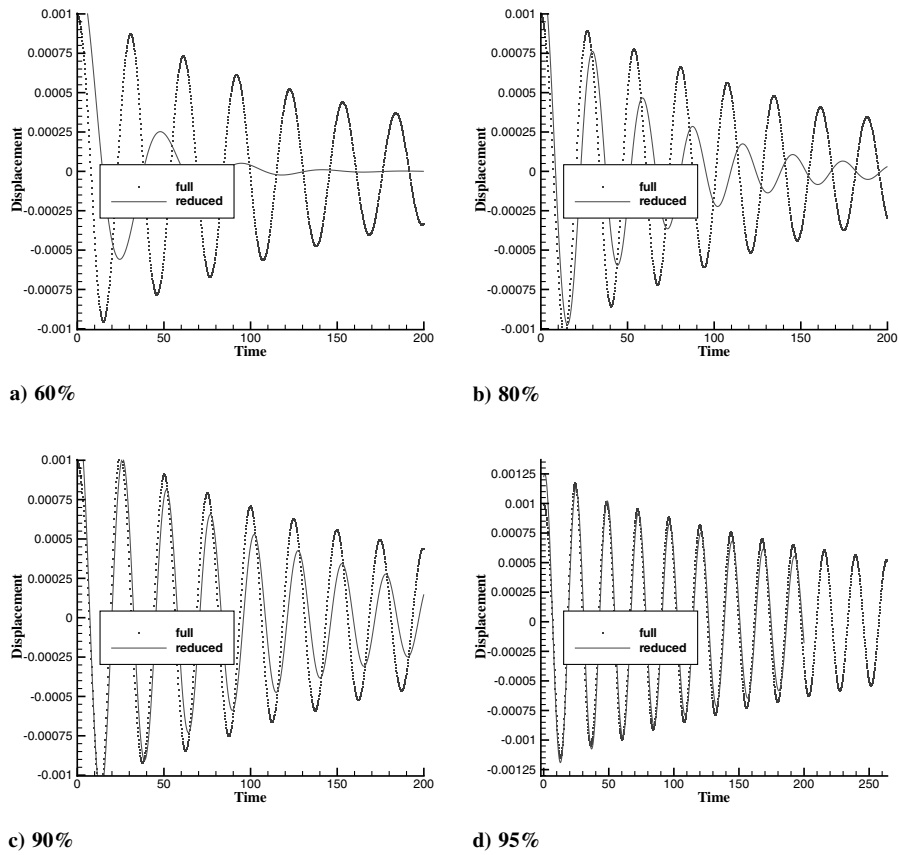 0.001
0.00075
0.0005
0.00025
0
-0.00025
-0.0005
-0.00075
-0.001
Displacement
full
reduced
0 50 100 150 200
Time
a) 60%
0.001
0.00075
0.0005
0.00025
0
-0.00025
-0.0005
-0.00075
-0.001
Displacement
full
reduced
0 50 100 150 200
Time
b) 80%
0.001
0.00075
0.0005
0.00025
0
-0.00025
-0.0005
-0.00075
-0.001
Displacement
full
reduced
0 50 100 150 200
Time
c) 90%
0.00125
0.001
0.00075
0.0005
0.00025
0
-0.00025
-0.0005
-0.00075
-0.001
-0.00125
Displacement
full
reduced
0 50 100 150 200 250
Time
d) 95%